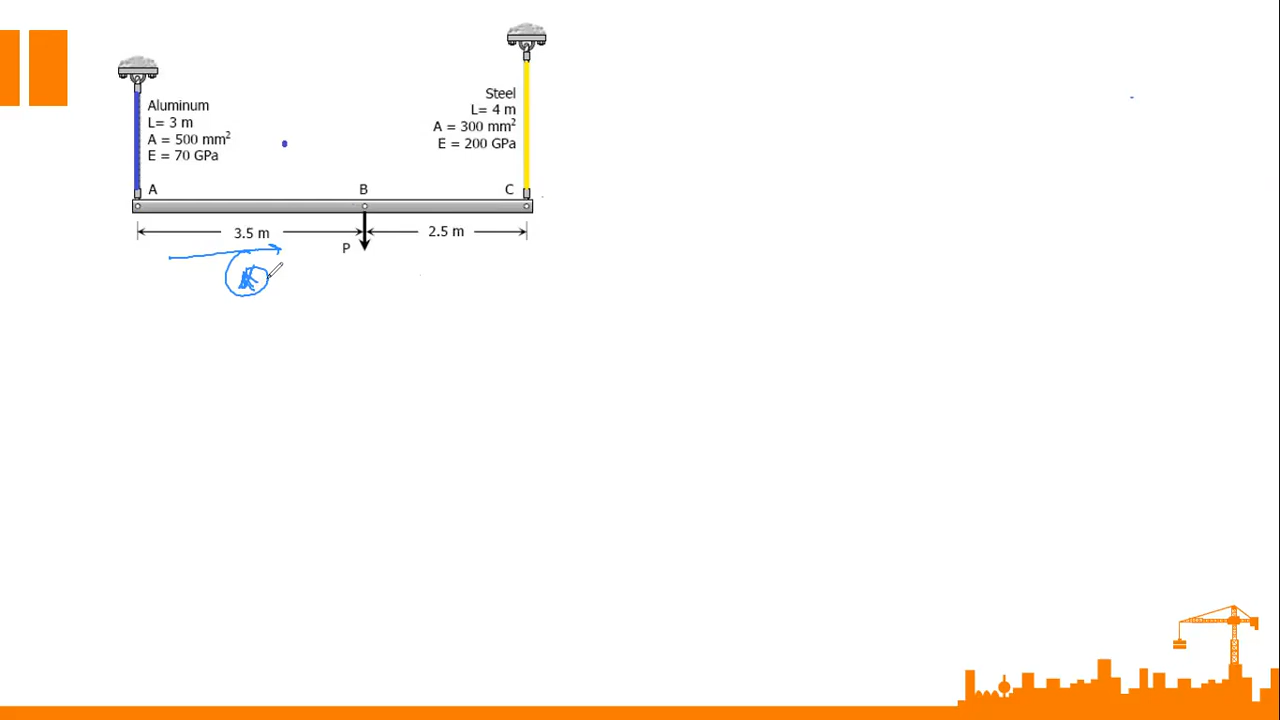 Aluminum
L= 3 m
A = 500 mm²
E = 70 GPa
Steel
L= 4 m
A = 300 mm²
E = 200 GPa
A B C
3.5 m 2.5 m
P